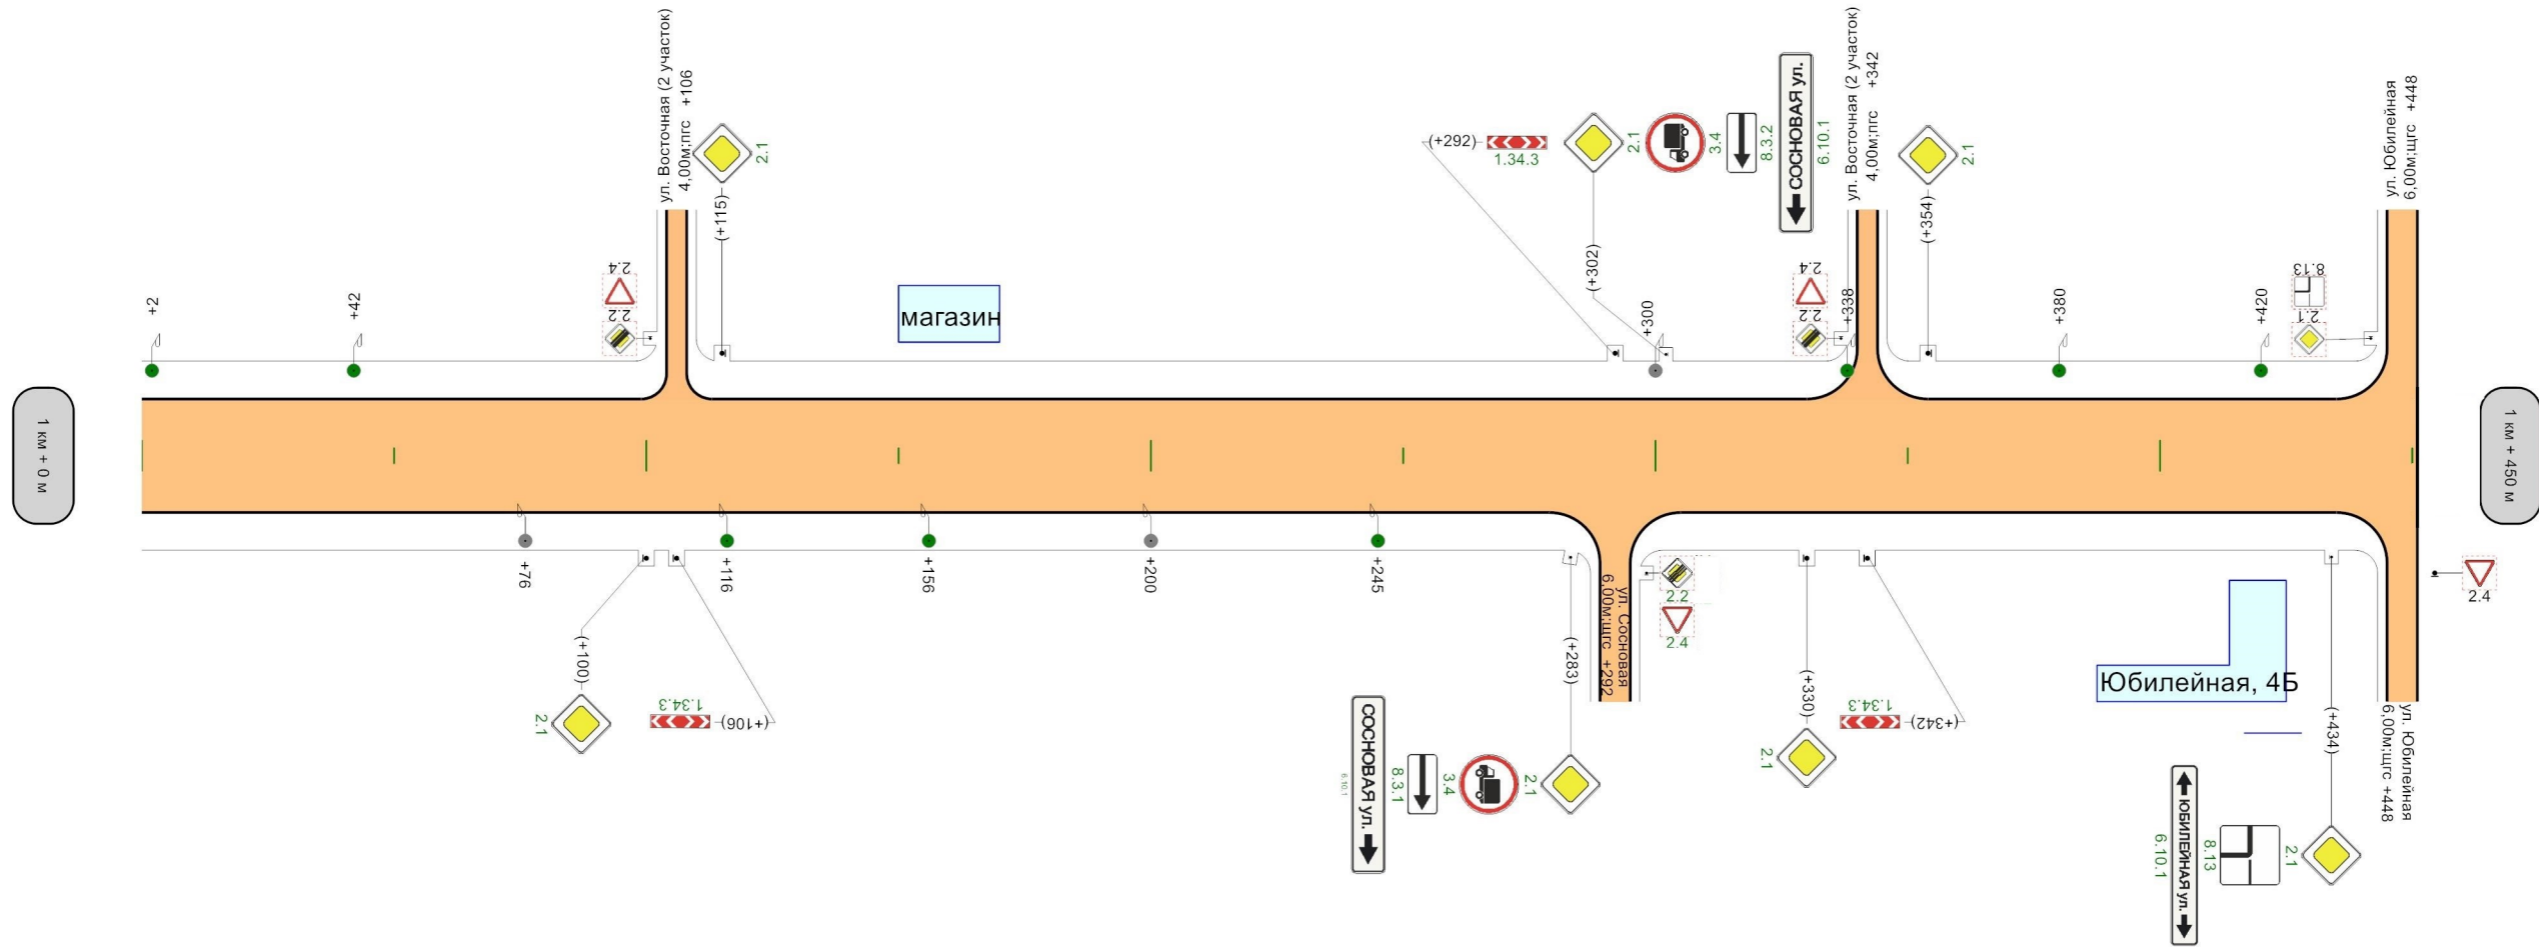 ул. Восточная (2 участок)
4,00м;пгс +106
2.1
(+115)
2.4
2.2
+2
+42
магазин
(+292)
1.34.3
2.1
3.4
8.3.2
СОСНОВАЯ ул.
6.10.1
(+302)
+300
ул. Восточная (2 участок)
4,00м;пгс +342
2.4
2.2
+338
2.1
(+354)
+380
+420
8.13
2.1
ул. Юбилейная
6,00м;щгс +448
1 км + 0 м
1 км + 450 м
+76
+116
+156
+200
+245
(+100)
2.1
1.34.3
(+106)
(+283)
2.1
3.4
8.3.1
СОСНОВАЯ ул.
6.10.1
ул. Сосновая
6,00м;щгс +292
2.2
2.4
(+330)
2.1
1.34.3
(+342)
Юбилейная, 4Б
(+434)
2.1
8.13
ЮБИЛЕЙНАЯ ул.
6.10.1
ул. Юбилейная
6,00м;щгс +448
2.4